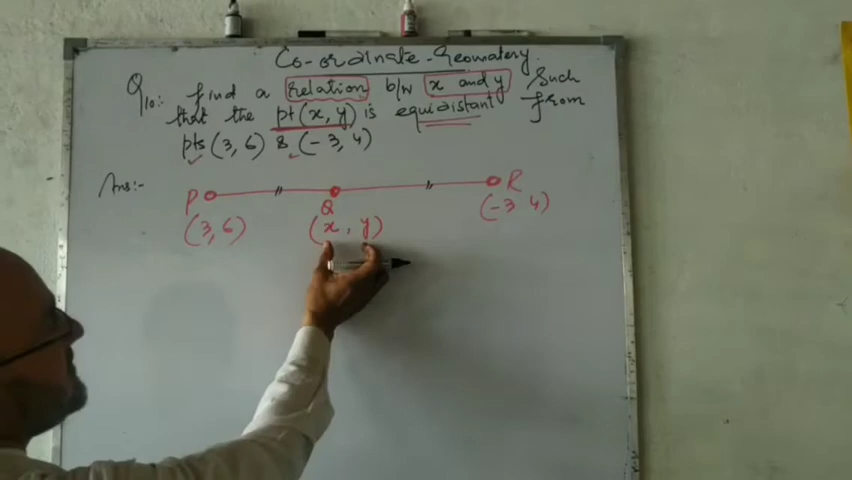 Co-ordinate-Geomatery.
Q10:- find a relation b/w x and y Such
that the pt(x, y) is equidistant from
pts (3, 6) & (-3, 4)
Ans:-
P Q R
(3, 6) (x, y) (-3 4)